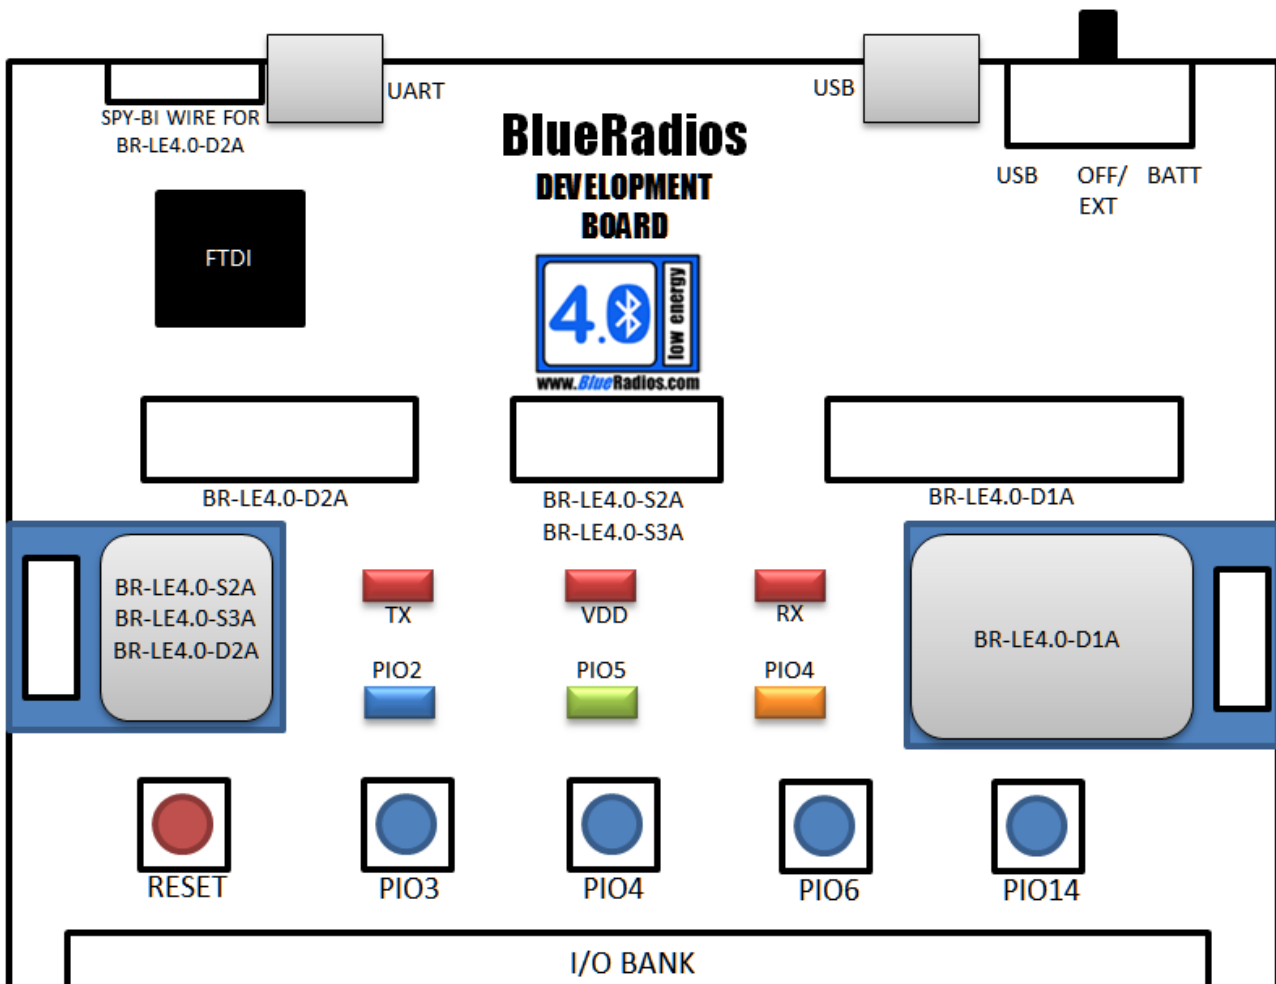 SPY-BI WIRE FOR
BR-LE4.0-D2A
UART
BlueRadios
DEVELOPMENT
BOARD
USB
USB OFF/ BATT
EXT
FTDI
4.0
low energy
www.BlueRadios.com
BR-LE4.0-D2A
BR-LE4.0-S2A
BR-LE4.0-S3A
BR-LE4.0-D1A
BR-LE4.0-S2A
BR-LE4.0-S3A
BR-LE4.0-D2A
TX
VDD
RX
PIO2
PIO5
PIO4
BR-LE4.0-D1A
RESET
PIO3
PIO4
PIO6
PIO14
I/O BANK